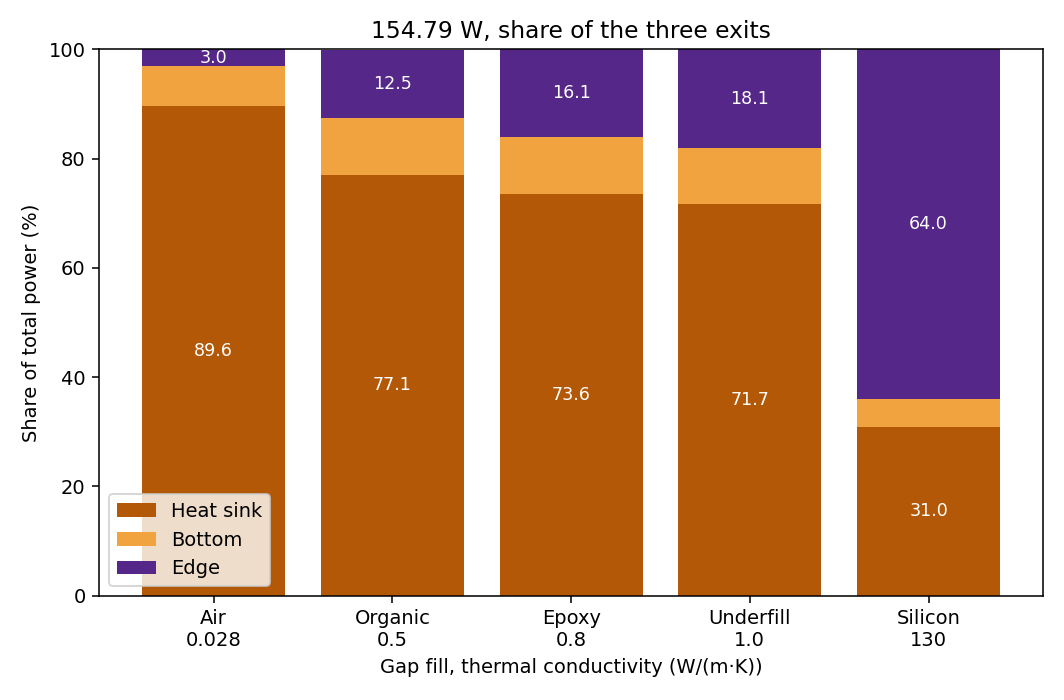 154.79 W, share of the three exits
Share of total power (%)
100
80
60
40
20
0
3.0
12.5
16.1
18.1
64.0
89.6
77.1
73.6
71.7
31.0
Heat sink
Bottom
Edge
Air
0.028
Organic
0.5
Epoxy
0.8
Underfill
1.0
Silicon
130
Gap fill, thermal conductivity (W/(m·K))